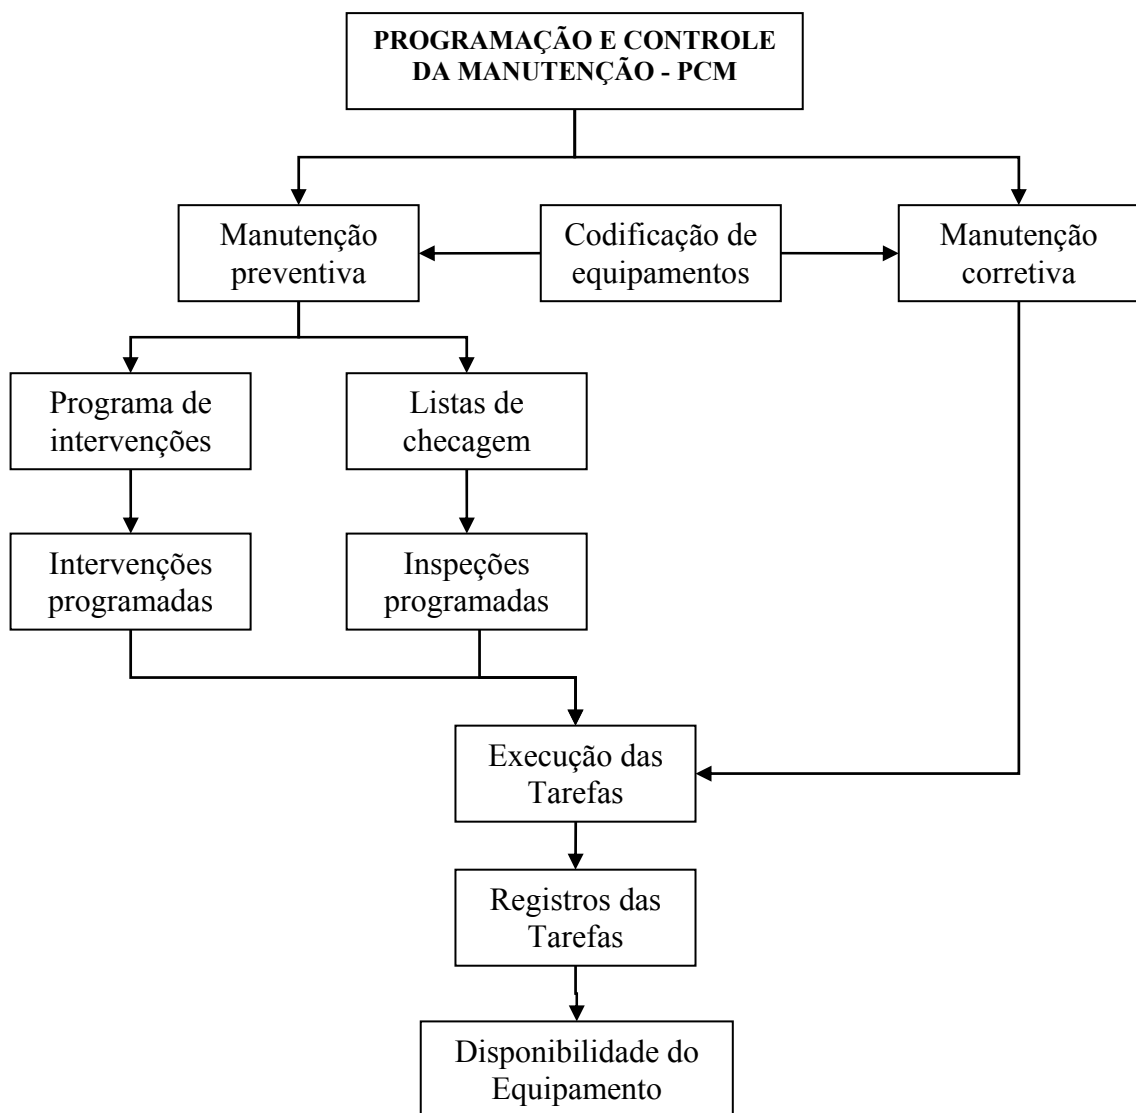 PROGRAMAÇÃO E CONTROLE
DA MANUTENÇÃO - PCM
Manutenção
preventiva
Codificação de
equipamentos
Manutenção
corretiva
Programa de
intervenções
Listas de
checagem
Intervenções
programadas
Inspeções
programadas
Execução das
Tarefas
Registros das
Tarefas
Disponibilidade do
Equipamento